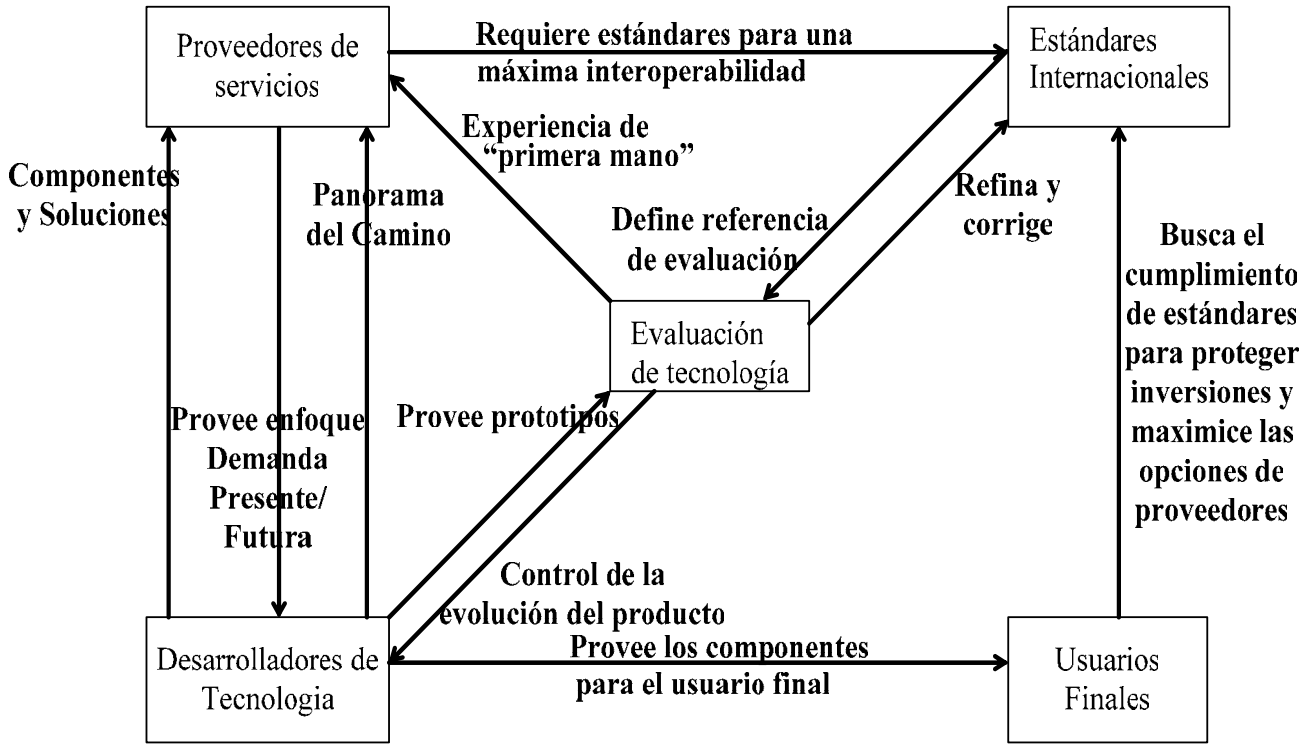 Proveedores de
servicios
Requiere estándares para una
máxima interoperabilidad
Estándares
Internacionales
Experiencia de
“primera mano”
Componentes
y Soluciones
Panorama
del Camino
Define referencia
de evaluación
Refina y
corrige
Busca el
cumplimiento
de estándares
para proteger
inversiones y
maximice las
opciones de
proveedores
Evaluación
de tecnología
Provee enfoque
Demanda
Presente/
Futura
Provee prototipos
Control de la
evolución del producto
Provee los componentes
para el usuario final
Desarrolladores de
Tecnologia
Usuarios
Finales